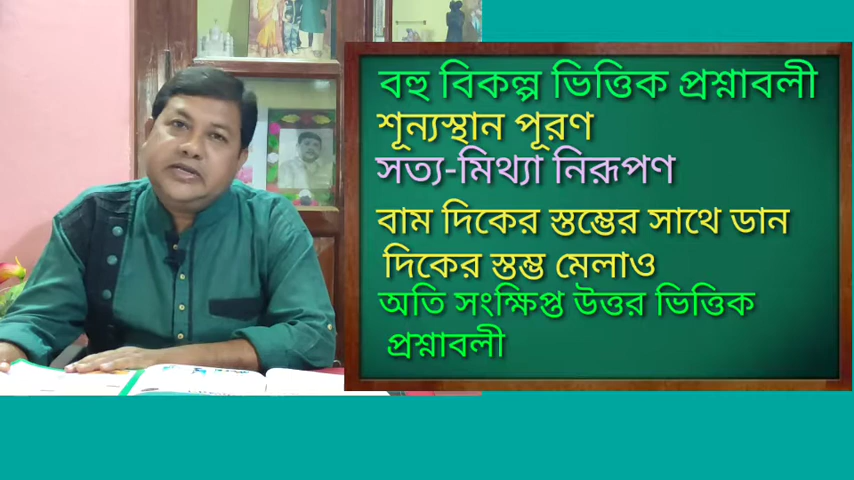 বহু বিকল্প ভিত্তিক প্রশ্নাবলী
শূন্যস্থান পূরণ
সত্য-মিথ্যা নিরূপণ
বাম দিকের স্তম্ভের সাথে ডান
দিকের স্তম্ভ মেলাও
অতি সংক্ষিপ্ত উত্তর ভিত্তিক
প্রশ্নাবলী